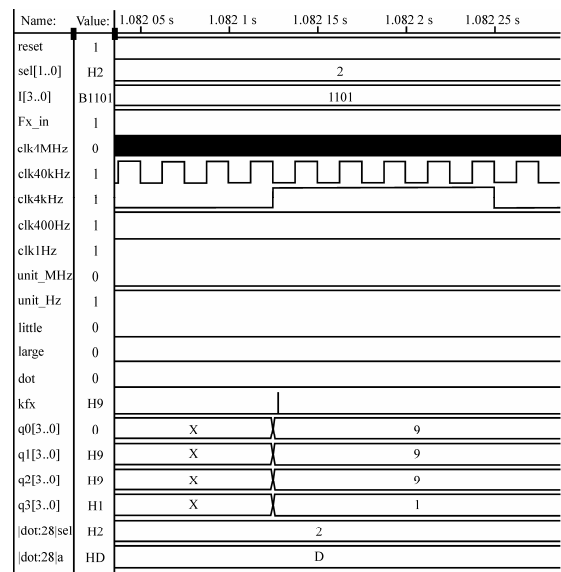 Name: Value: 1.082 05 s 1.082 1 s 1.082 15 s 1.082 2 s 1.082 25 s
reset 1
sel[1..0] H2 2
I[3..0] B1101 1101
Fx_in 1
clk4MHz 0
clk40kHz 1
clk4kHz 1
clk400Hz 1
clk1Hz 1
unit_MHz 0
unit_Hz 1
little 0
large 0
dot 0
kfx H9
q0[3..0] 0 X 9
q1[3..0] H9 X 9
q2[3..0] H9 X 9
q3[3..0] H1 X 1
|dot:28|sel H2 2
|dot:28|a HD D